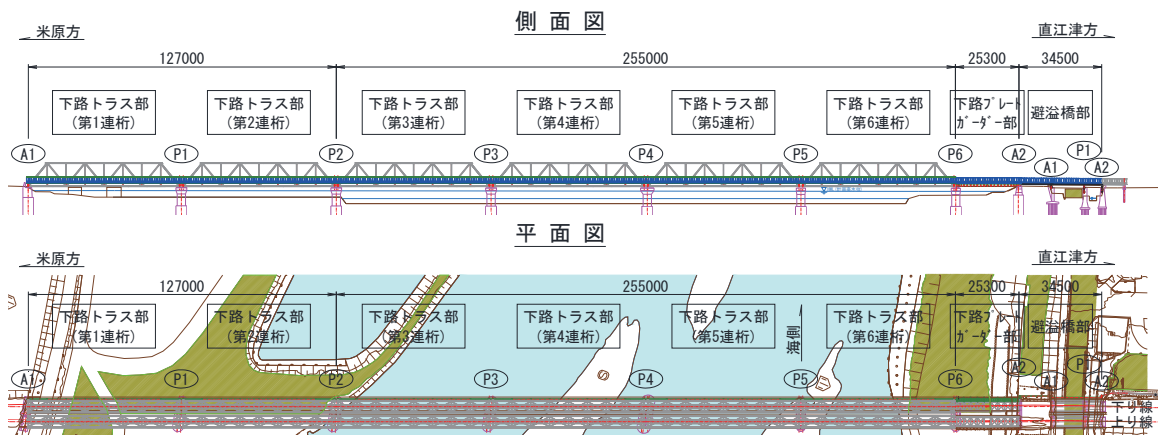 側面図
米原方
直江津方
127000
255000
25300
34500
下路トラス部
(第1連桁)
下路トラス部
(第2連桁)
下路トラス部
(第3連桁)
下路トラス部
(第4連桁)
下路トラス部
(第5連桁)
下路トラス部
(第6連桁)
下路プレート
ガーダー部
避溢橋部
A1
P1
P2
P3
P4
P5
P6
A2
A1
P1
A2
平面図
米原方
直江津方
127000
255000
25300
34500
下路トラス部
(第1連桁)
下路トラス部
(第2連桁)
下路トラス部
(第3連桁)
下路トラス部
(第4連桁)
下路トラス部
(第5連桁)
海側
下路トラス部
(第6連桁)
下路プレート
ガーダー部
避溢橋部
A1
P1
P2
P3
P4
P5
P6
A2
A1
P1
A2
下り線
上り線